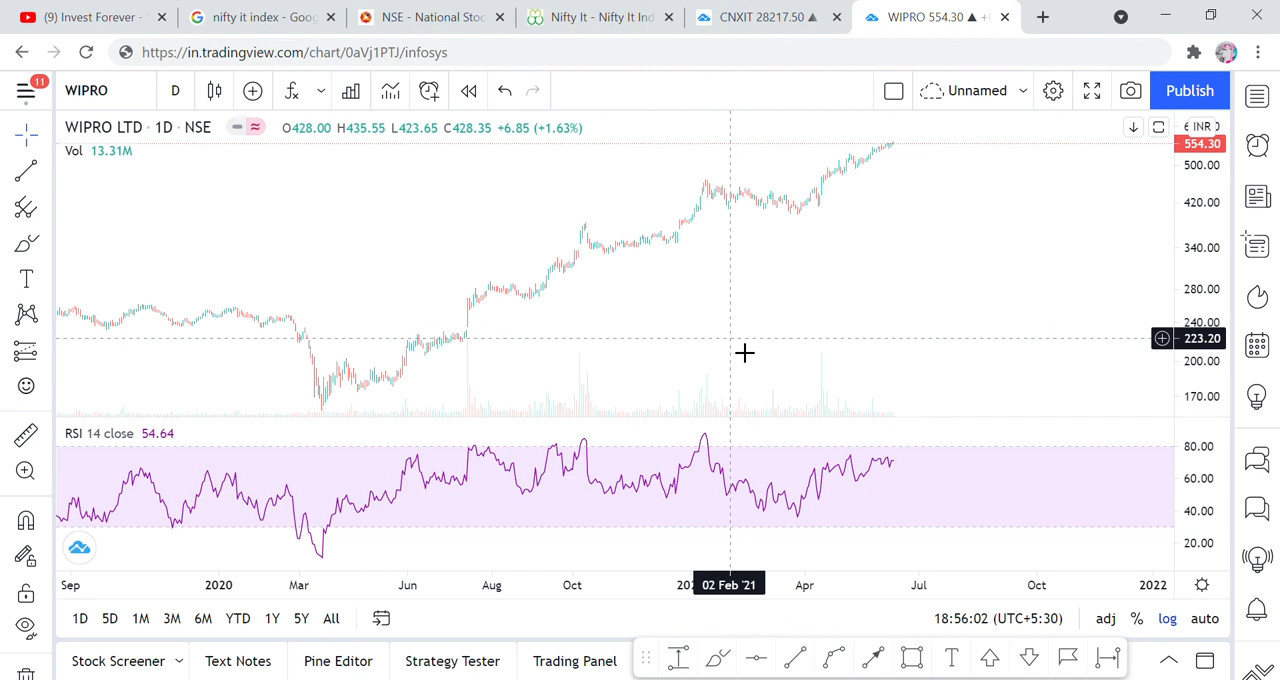 (9) Invest Forever -
nifty it index - Goog
NSE - National Stoc
Nifty It - Nifty It Ind
CNXIT 28217.50 ▲
WIPRO 554.30 ▲ +
https://in.tradingview.com/chart/0aVj1PTJ/infosys
11
WIPRO
D
Unnamed
Publish
WIPRO LTD · 1D · NSE
O428.00 H435.55 L423.65 C428.35 +6.85 (+1.63%)
Vol 13.31M
INR
554.30
500.00
420.00
340.00
280.00
240.00
223.20
200.00
170.00
RSI 14 close 54.64
80.00
60.00
40.00
20.00
Sep 2020 Mar Jun Aug Oct 02 Feb '21 Apr Jul Oct 2022
1D 5D 1M 3M 6M YTD 1Y 5Y All
18:56:02 (UTC+5:30) adj % log auto
Stock Screener Text Notes Pine Editor Strategy Tester Trading Panel